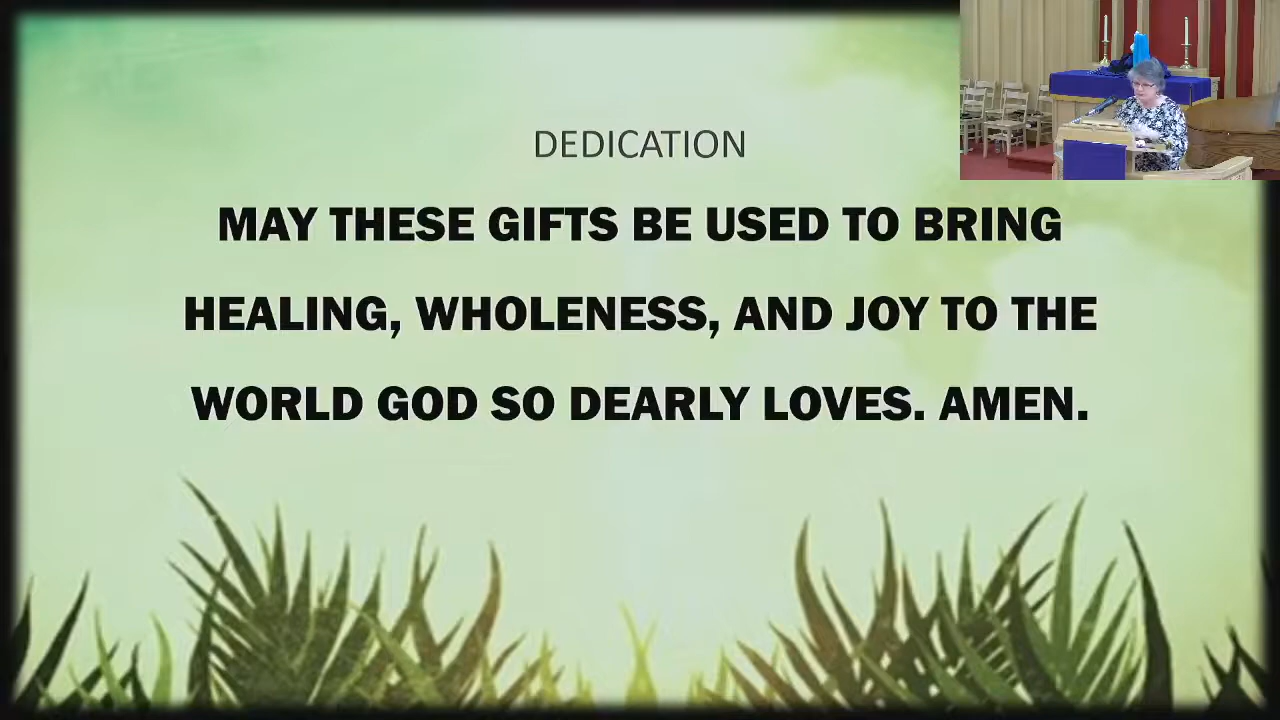 DEDICATION
MAY THESE GIFTS BE USED TO BRING
HEALING, WHOLENESS, AND JOY TO THE
WORLD GOD SO DEARLY LOVES. AMEN.